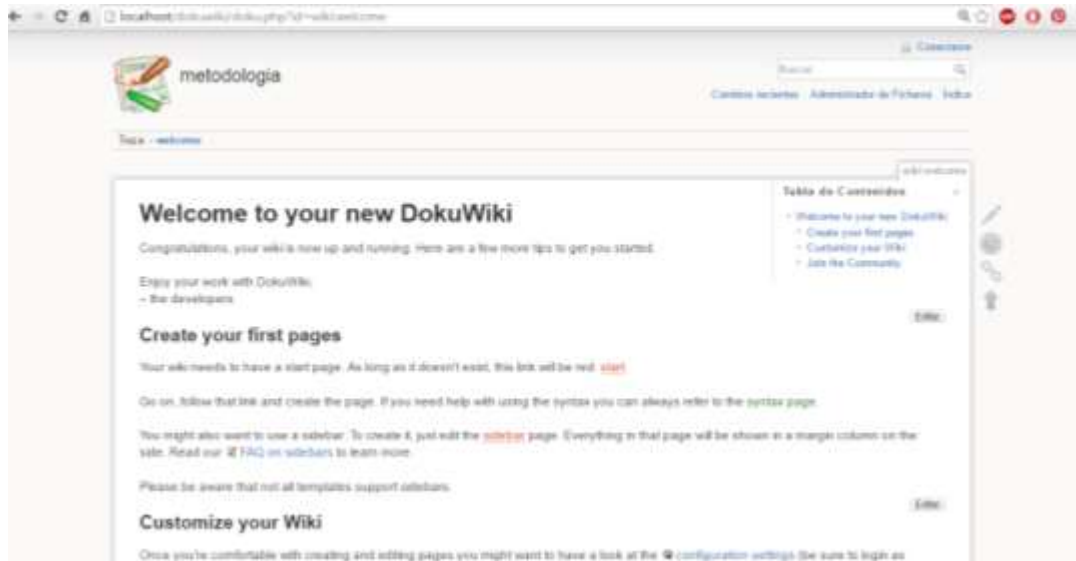 localhost/dokuwiki/doku.php?id=wiki:welcome
Conectarse
metodologia
Buscar
Cambios recientes Administrador de Ficheros Índice
Traza: • welcome
wiki:welcome
Tabla de Contenidos
Welcome to your new DokuWiki
Create your first pages
Customize your Wiki
Join the Community
Welcome to your new DokuWiki
Congratulations, your wiki is now up and running. Here are a few more tips to get you started.
Enjoy your work with DokuWiki,
– the developers
Editar
Create your first pages
Your wiki needs to have a start page. As long as it doesn't exist, this link will be red: start.
Go on, follow that link and create the page. If you need help with using the syntax you can always refer to the syntax page.
You might also want to use a sidebar. To create it, just edit the sidebar page. Everything in that page will be shown in a margin column on the
side. Read our FAQ on sidebars to learn more.
Please be aware that not all templates support sidebars.
Editar
Customize your Wiki
Once you're comfortable with creating and editing pages you might want to have a look at the configuration settings (be sure to login as